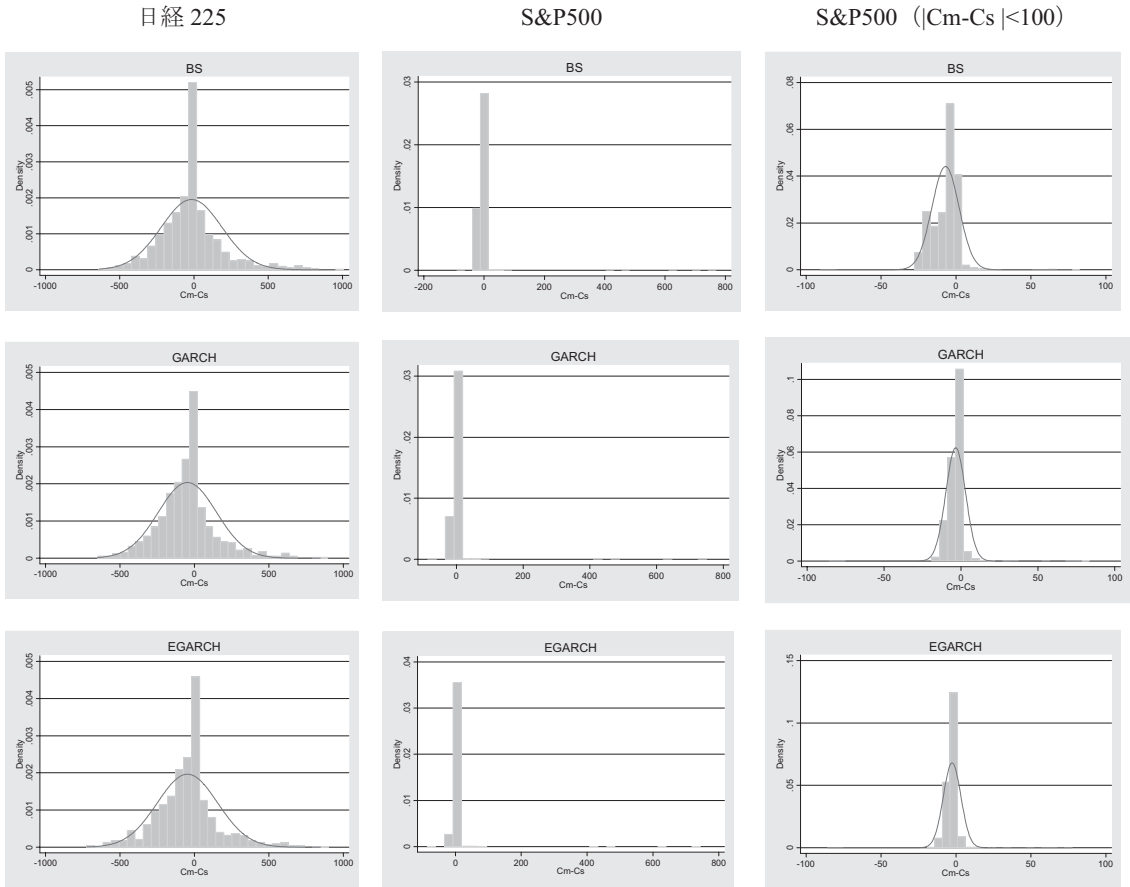 日経 225
S&P500
S&P500（|Cm-Cs |<100）
BS
Density
0 .001 .002 .003 .004 .005
-1000 -500 0 500 1000
Cm-Cs
BS
Density
0 .01 .02 .03
-200 0 200 400 600 800
Cm-Cs
BS
Density
0 .02 .04 .06 .08
-100 -50 0 50 100
Cm-Cs
GARCH
Density
0 .001 .002 .003 .004 .005
-1000 -500 0 500 1000
Cm-Cs
GARCH
Density
0 .01 .02 .03
0 200 400 600 800
Cm-Cs
GARCH
Density
0 .02 .04 .06 .08 .1
-100 -50 0 50 100
Cm-Cs
EGARCH
Density
0 .001 .002 .003 .004 .005
-1000 -500 0 500 1000
Cm-Cs
EGARCH
Density
0 .01 .02 .03 .04
0 200 400 600 800
Cm-Cs
EGARCH
Density
0 .05 .1 .15
-100 -50 0 50 100
Cm-Cs